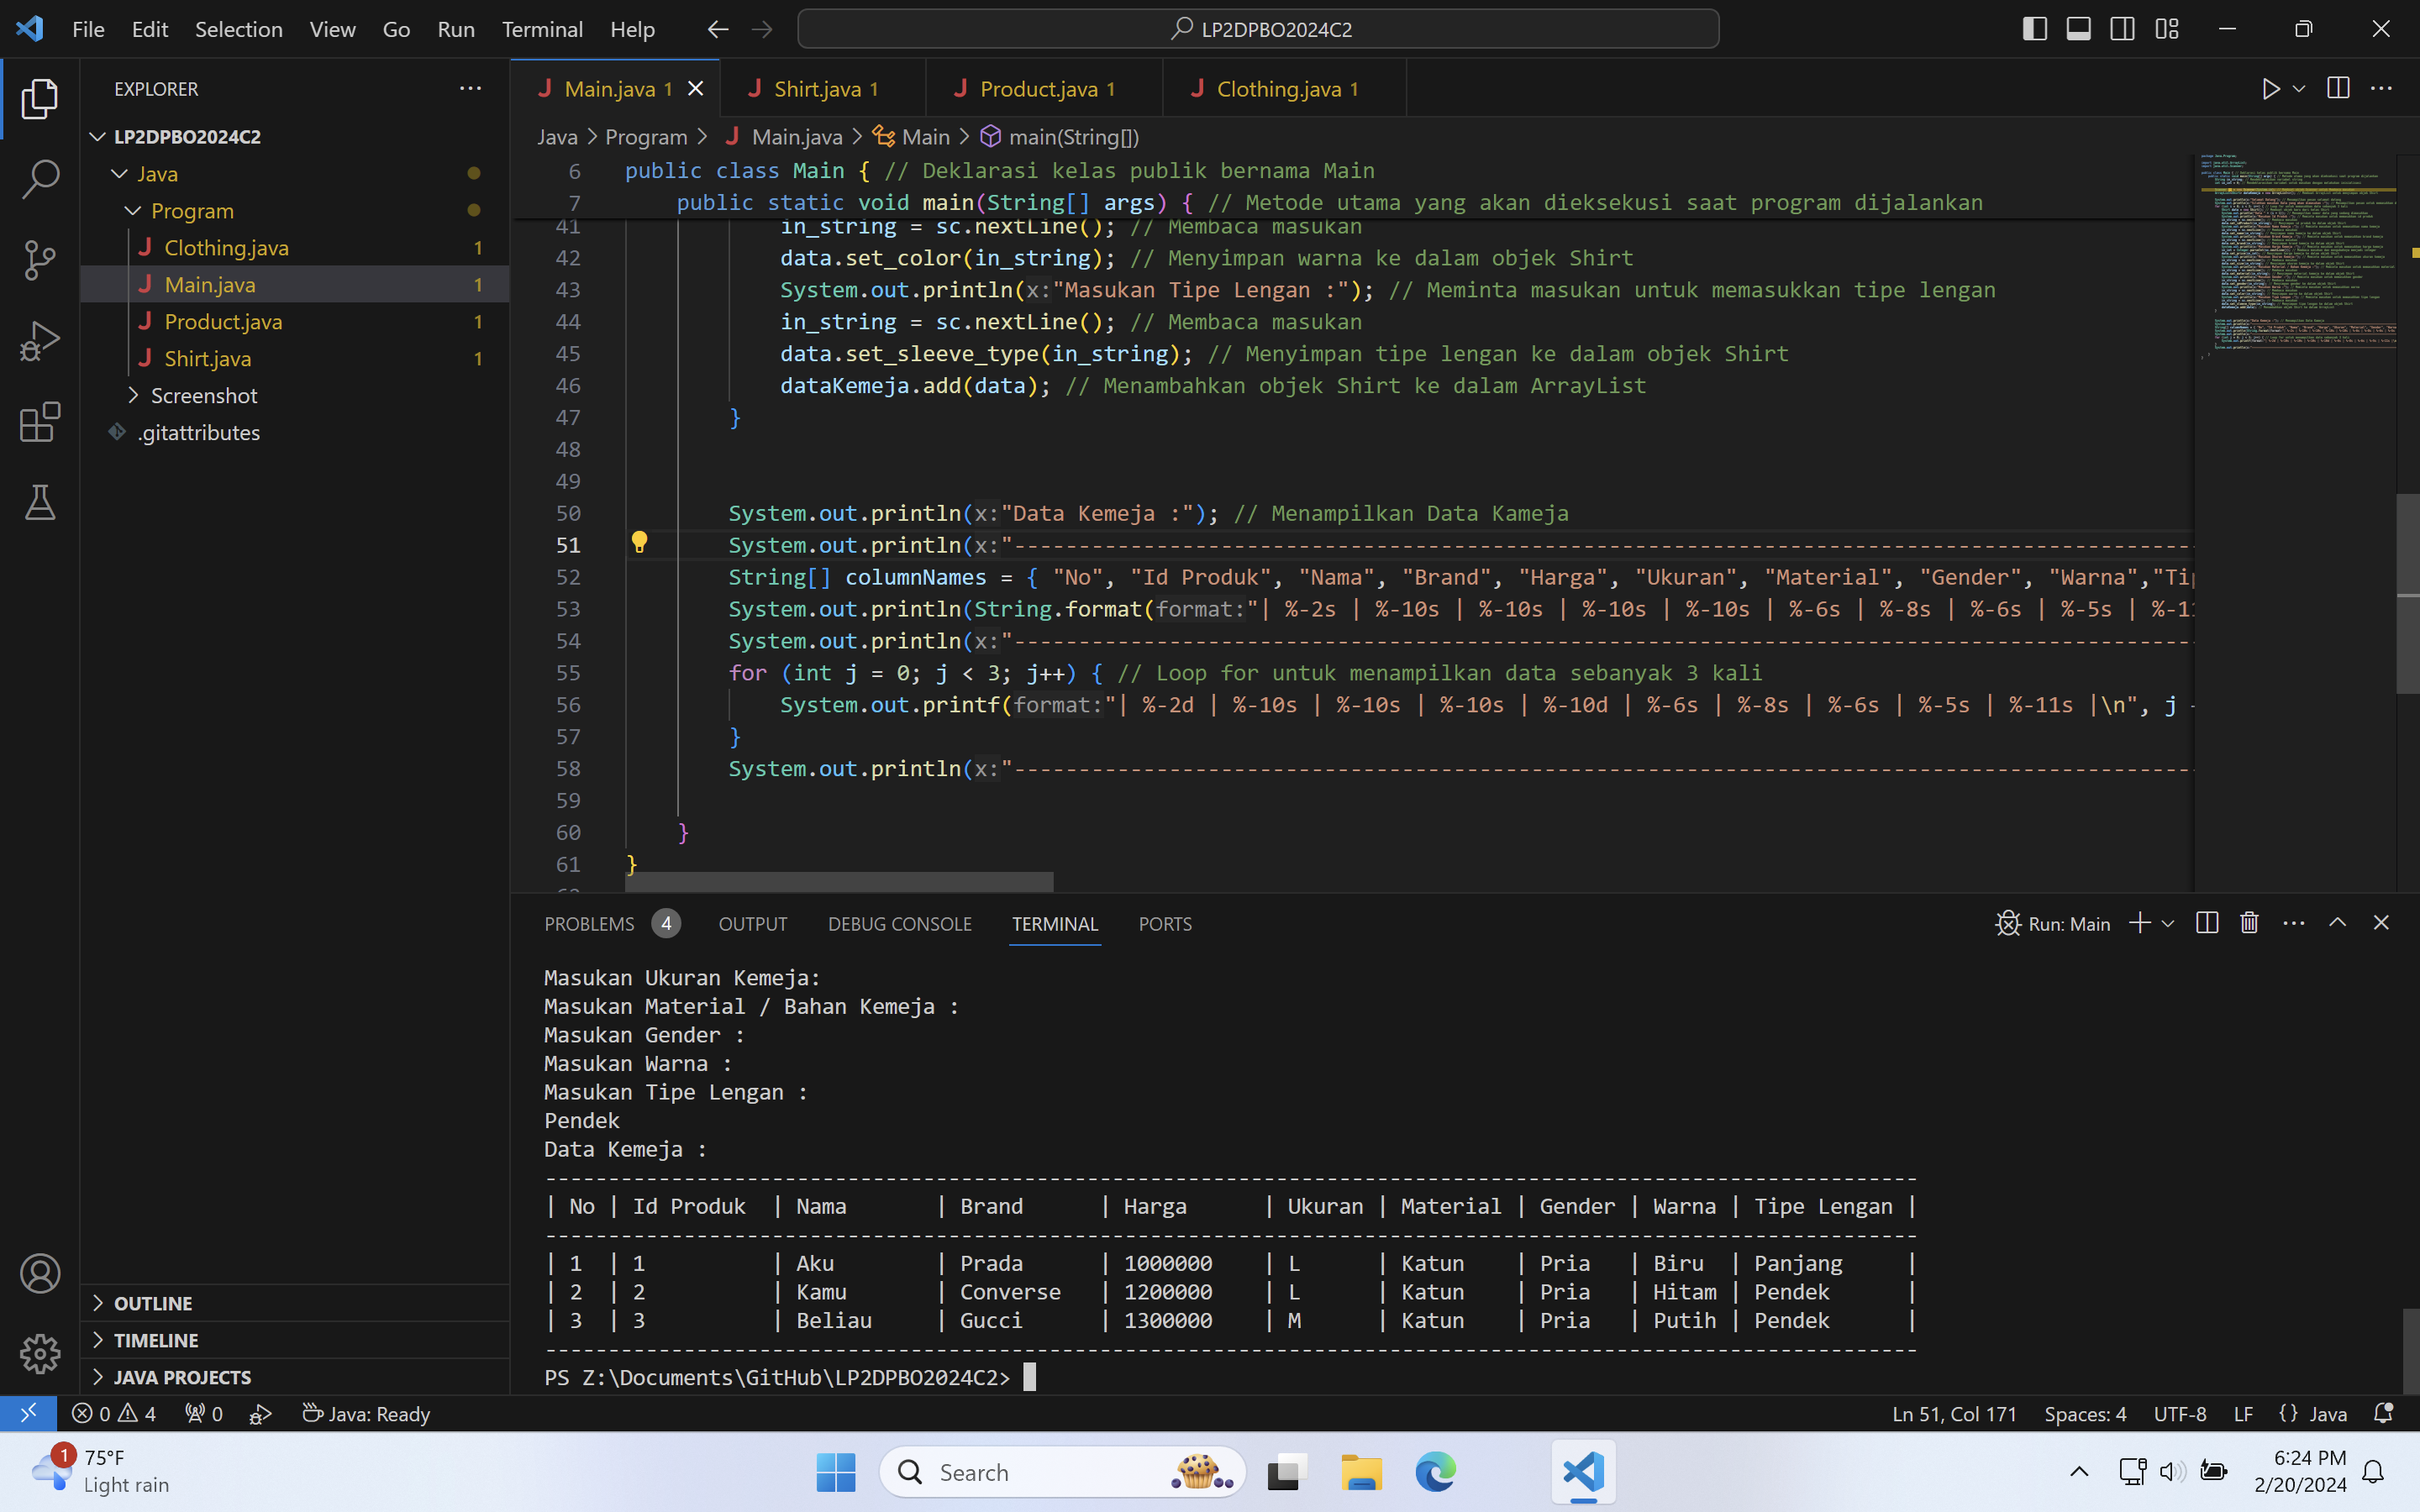 File Edit Selection View Go Run Terminal Help LP2DPBO2024C2
EXPLORER
LP2DPBO2024C2
Java
Program
Clothing.java 1
Main.java 1
Product.java 1
Shirt.java 1
Screenshot
.gitattributes
OUTLINE
TIMELINE
JAVA PROJECTS
Main.java 1 Shirt.java 1 Product.java 1 Clothing.java 1
Java > Program > Main.java > Main > main(String[])
6 public class Main { // Deklarasi kelas publik bernama Main
7 public static void main(String[] args) { // Metode utama yang akan dieksekusi saat program dijalankan
41 in_string = sc.nextLine(); // Membaca masukan
42 data.set_color(in_string); // Menyimpan warna ke dalam objek Shirt
43 System.out.println(x:"Masukan Tipe Lengan :"); // Meminta masukan untuk memasukkan tipe lengan
44 in_string = sc.nextLine(); // Membaca masukan
45 data.set_sleeve_type(in_string); // Menyimpan tipe lengan ke dalam objek Shirt
46 dataKemeja.add(data); // Menambahkan objek Shirt ke dalam ArrayList
47 }
48
49
50 System.out.println(x:"Data Kemeja :"); // Menampilkan Data Kameja
51 System.out.println(x:"--------------------------------------------------------------------------------------------
52 String[] columnNames = { "No", "Id Produk", "Nama", "Brand", "Harga", "Ukuran", "Material", "Gender", "Warna","Tip
53 System.out.println(String.format(format:"| %-2s | %-10s | %-10s | %-10s | %-10s | %-6s | %-8s | %-6s | %-5s | %-11
54 System.out.println(x:"--------------------------------------------------------------------------------------------
55 for (int j = 0; j < 3; j++) { // Loop for untuk menampilkan data sebanyak 3 kali
56 System.out.printf(format:"| %-2d | %-10s | %-10s | %-10s | %-10d | %-6s | %-8s | %-6s | %-5s | %-11s |\n", j
57 }
58 System.out.println(x:"--------------------------------------------------------------------------------------------
59
60 }
61 }
PROBLEMS 4 OUTPUT DEBUG CONSOLE TERMINAL PORTS Run: Main
Masukan Ukuran Kemeja:
Masukan Material / Bahan Kemeja :
Masukan Gender :
Masukan Warna :
Masukan Tipe Lengan :
Pendek
Data Kemeja :
-------------------------------------------------------------------------------------------------------------
| No | Id Produk  | Nama       | Brand      | Harga      | Ukuran | Material | Gender | Warna | Tipe Lengan |
-------------------------------------------------------------------------------------------------------------
| 1  | 1          | Aku        | Prada      | 1000000    | L      | Katun    | Pria   | Biru  | Panjang     |
| 2  | 2          | Kamu       | Converse   | 1200000    | L      | Katun    | Pria   | Hitam | Pendek      |
| 3  | 3          | Beliau     | Gucci      | 1300000    | M      | Katun    | Pria   | Putih | Pendek      |
-------------------------------------------------------------------------------------------------------------
PS Z:\Documents\GitHub\LP2DPBO2024C2>
0 4 0 Java: Ready Ln 51, Col 171 Spaces: 4 UTF-8 LF {} Java
1 75°F
Light rain
Search
6:24 PM
2/20/2024